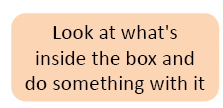 Look at what's
inside the box and
do something with it